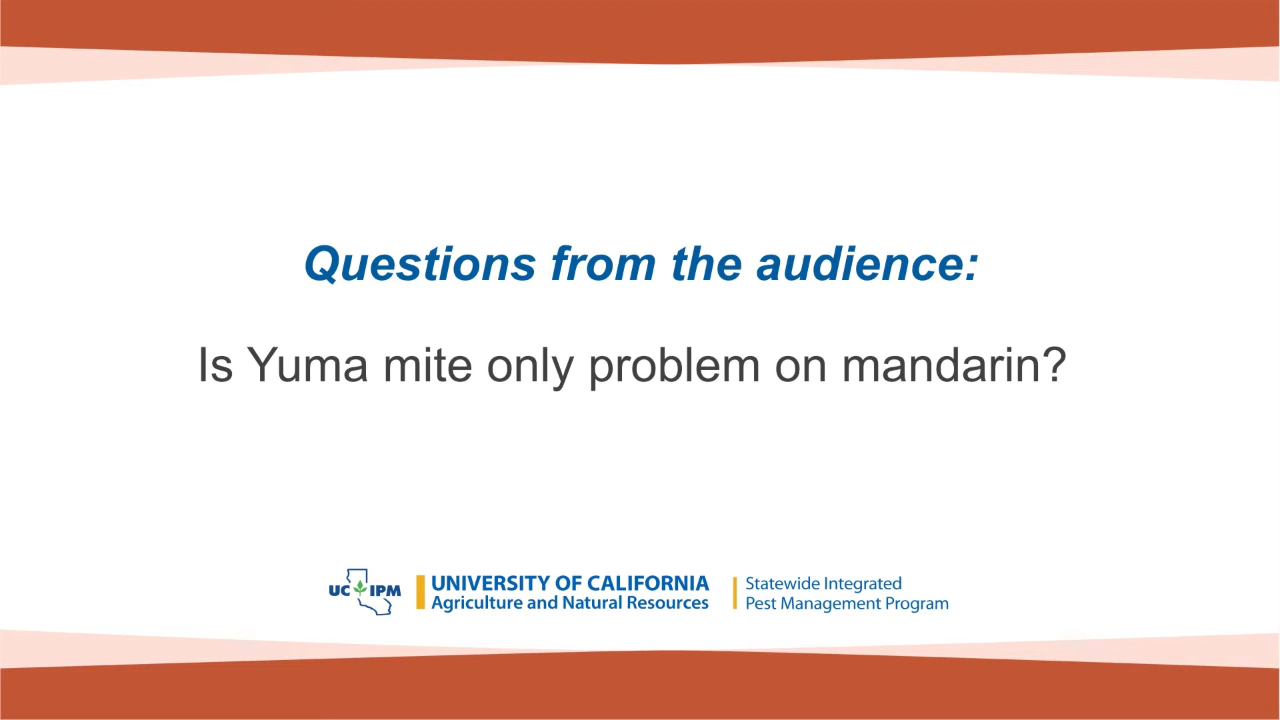 Questions from the audience:
Is Yuma mite only problem on mandarin?
UC IPM
UNIVERSITY OF CALIFORNIA
Agriculture and Natural Resources
Statewide Integrated
Pest Management Program